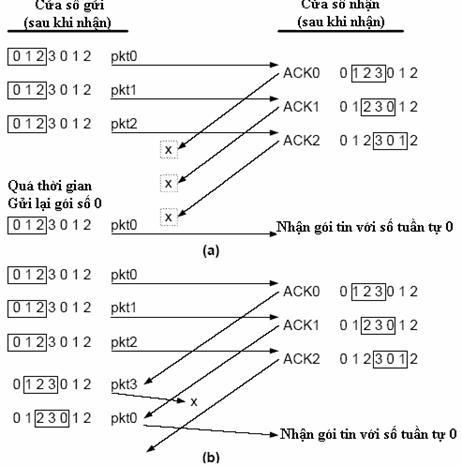 Cửa sổ gửi
(sau khi nhận)
Cửa sổ nhận
(sau khi nhận)
0 1 2 3 0 1 2 pkt0
ACK0 0 1 2 3 0 1 2
0 1 2 3 0 1 2 pkt1
ACK1 0 1 2 3 0 1 2
0 1 2 3 0 1 2 pkt2
ACK2 0 1 2 3 0 1 2
x
x
Quá thời gian
Gửi lại gói số 0
x
0 1 2 3 0 1 2 pkt0
Nhận gói tin với số tuần tự 0
(a)
0 1 2 3 0 1 2 pkt0
ACK0 0 1 2 3 0 1 2
0 1 2 3 0 1 2 pkt1
ACK1 0 1 2 3 0 1 2
0 1 2 3 0 1 2 pkt2
ACK2 0 1 2 3 0 1 2
0 1 2 3 0 1 2 pkt3
x
0 1 2 3 0 1 2 pkt0
Nhận gói tin với số tuần tự 0
(b)